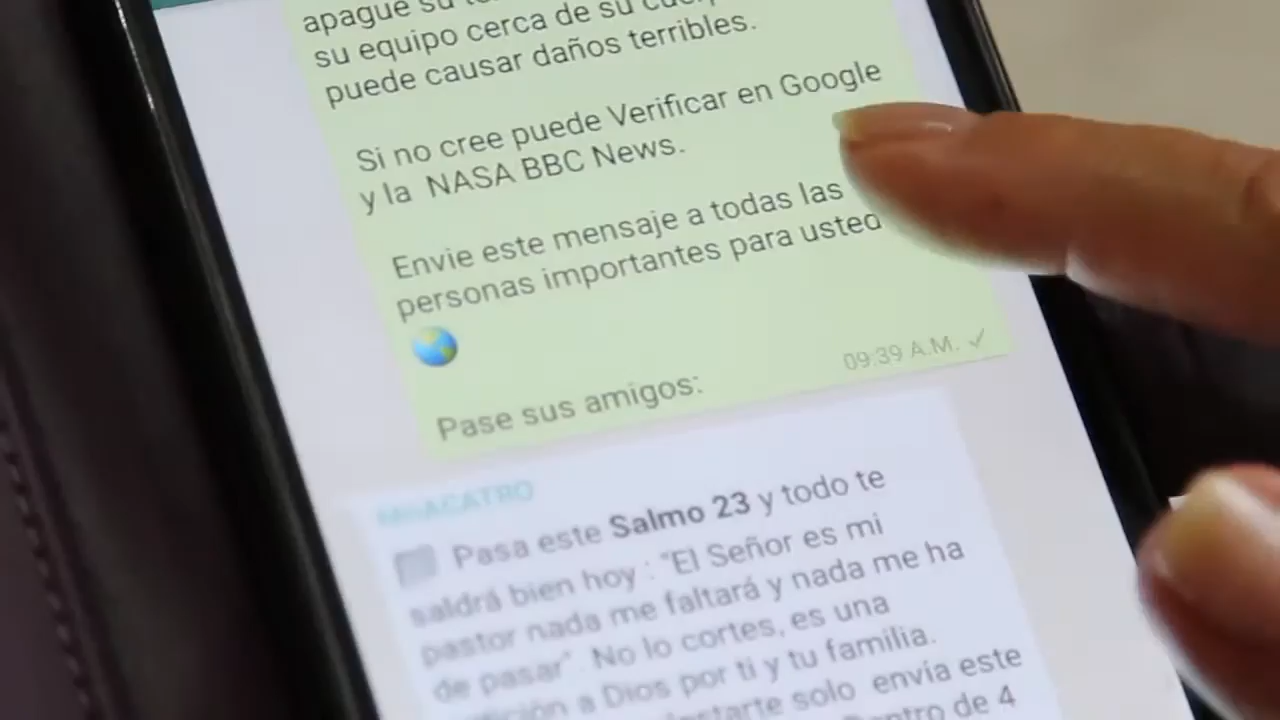 apague su
su equipo cerca de su
puede causar daños terribles.
Si no cree puede Verificar en Google
y la NASA BBC News.
Envie este mensaje a todas las
personas importantes para usted
09:39 A.M.
Pase sus amigos:
Pasa este Salmo 23 y todo te
saldrá bien hoy : "El Señor es mi
pastor nada me faltará y nada me ha
de pasar". No lo cortes, es una
a Dios por ti y tu familia.
solo envía este
de 4